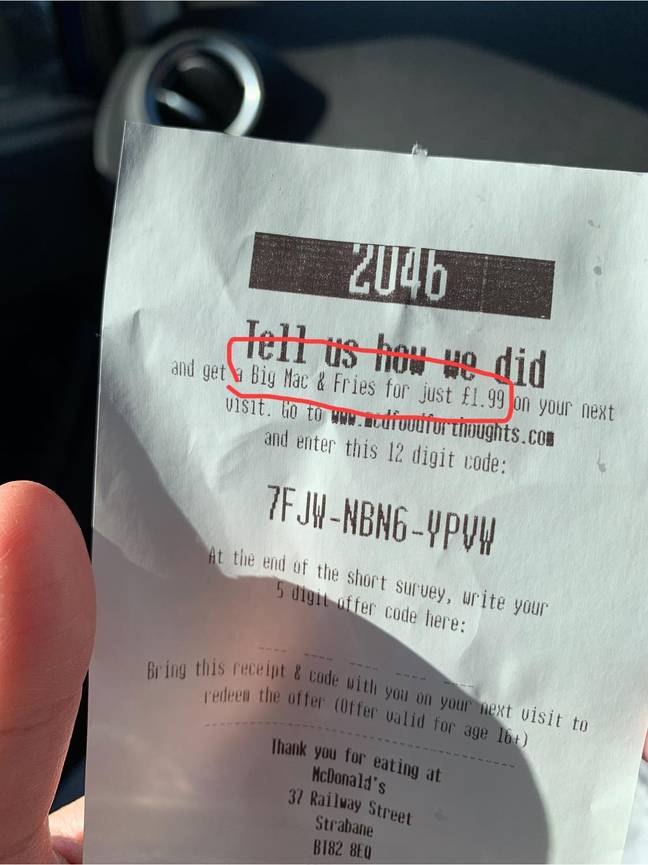 2046
Tell us how we did
and get a Big Mac & Fries for just £1.99 on your next
visit. Go to www.mcdfoodforthoughts.com
and enter this 12 digit code:
7FJW-NBN6-YPVW
At the end of the short survey, write your
5 digit offer code here:
Bring this receipt & code with you on your next visit to
redeem the offer (Offer valid for age 16+)
Thank you for eating at
McDonald's
37 Railway Street
Strabane
BT82 8EQ